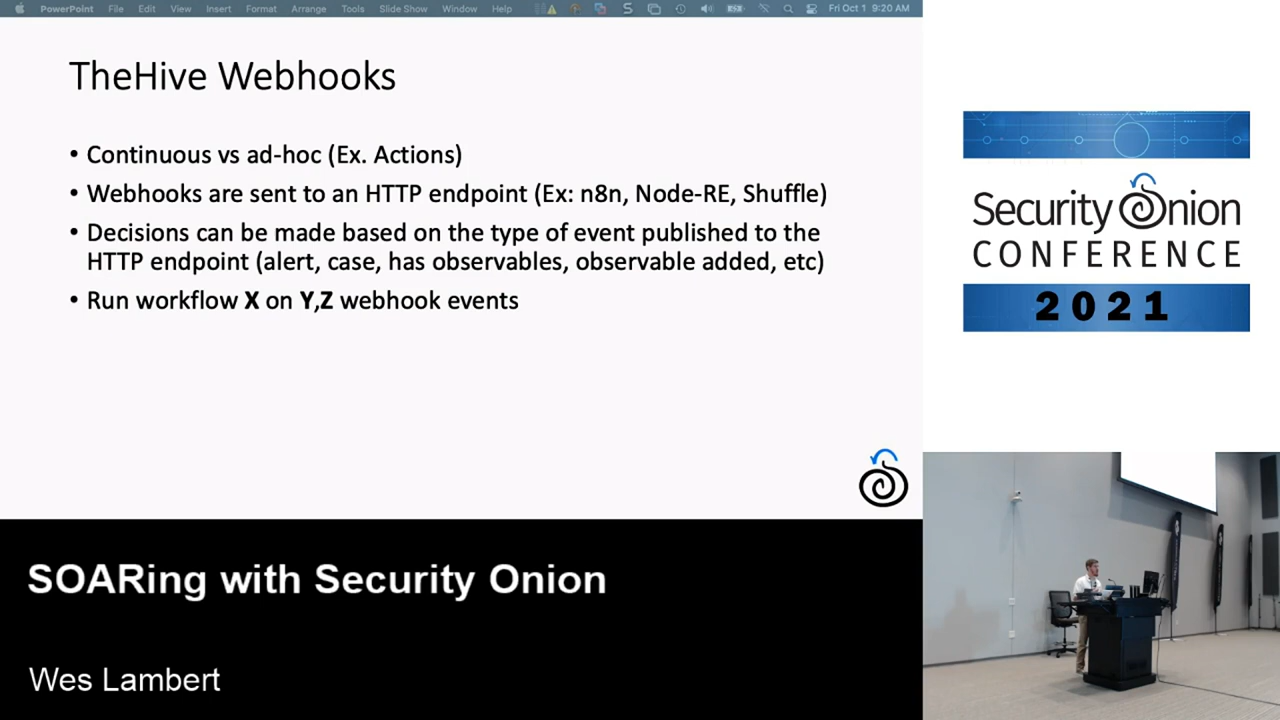 PowerPoint File Edit View Insert Format Arrange Tools Slide Show Window Help Fri Oct 1 9:20 AM
TheHive Webhooks
• Continuous vs ad-hoc (Ex. Actions)
• Webhooks are sent to an HTTP endpoint (Ex: n8n, Node-RE, Shuffle)
• Decisions can be made based on the type of event published to the
HTTP endpoint (alert, case, has observables, observable added, etc)
• Run workflow X on Y,Z webhook events
Security Onion
CONFERENCE
2021
SOARing with Security Onion
Wes Lambert